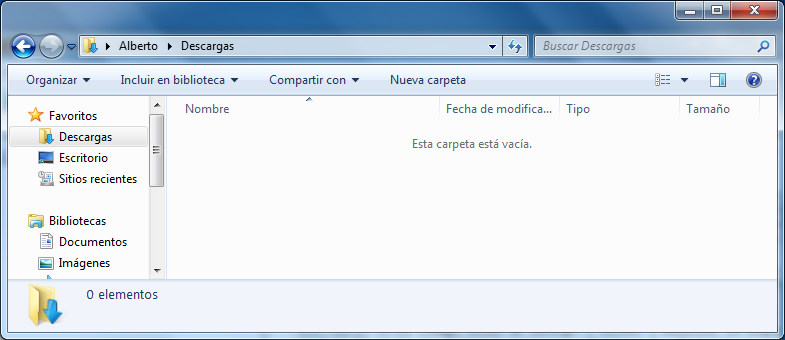 Alberto Descargas
Buscar Descargas
Organizar Incluir en biblioteca Compartir con Nueva carpeta
Favoritos
Descargas
Escritorio
Sitios recientes
Bibliotecas
Documentos
Imágenes
Nombre Fecha de modifica... Tipo Tamaño
Esta carpeta está vacía.
0 elementos